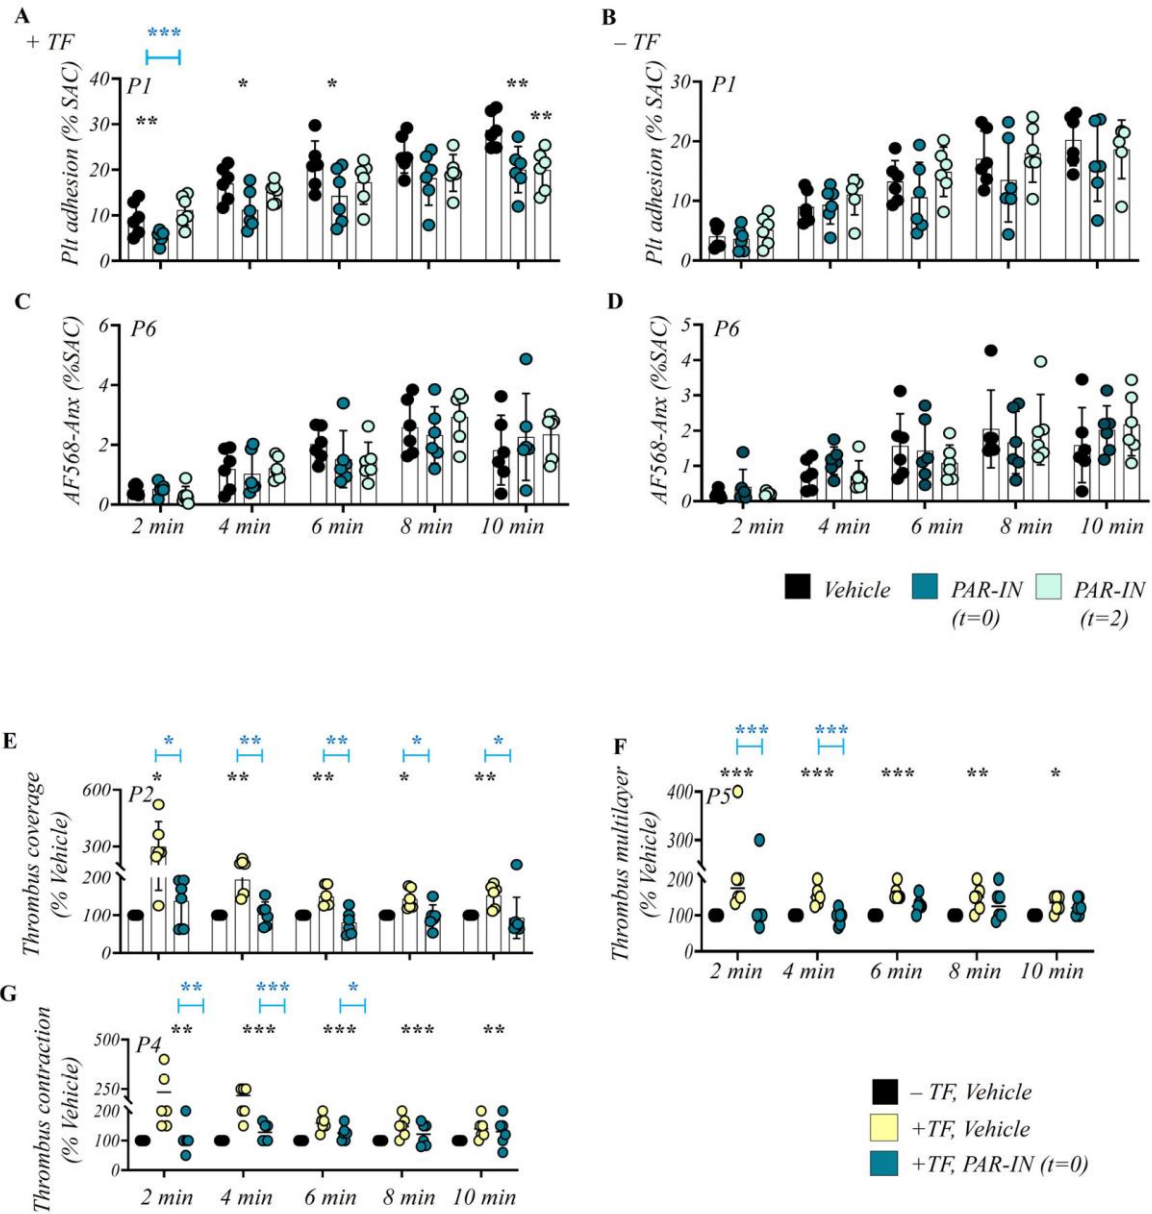 A
+ TF
***
Plt adhesion (% SAC)
40
30
20
10
0
P1
**
*
*
**
**
B
– TF
Plt adhesion (% SAC)
30
20
10
0
P1
C
AF568-Anx (%SAC)
6
4
2
0
P6
2 min 4 min 6 min 8 min 10 min
D
AF568-Anx (%SAC)
5
4
3
2
1
0
P6
2 min 4 min 6 min 8 min 10 min
Vehicle PAR-IN PAR-IN
(t=0) (t=2)
E
* ** ** * *
* ** ** * **
Thrombus coverage
(% Vehicle)
600
300
200
100
0
P2
F
*** ***
*** *** *** ** *
Thrombus multilayer
(% Vehicle)
400
300
200
100
0
P5
2 min 4 min 6 min 8 min 10 min
G
** *** *
** *** *** *** **
Thrombus contraction
(% Vehicle)
500
250
200
100
0
P4
2 min 4 min 6 min 8 min 10 min
– TF, Vehicle
+TF, Vehicle
+TF, PAR-IN (t=0)